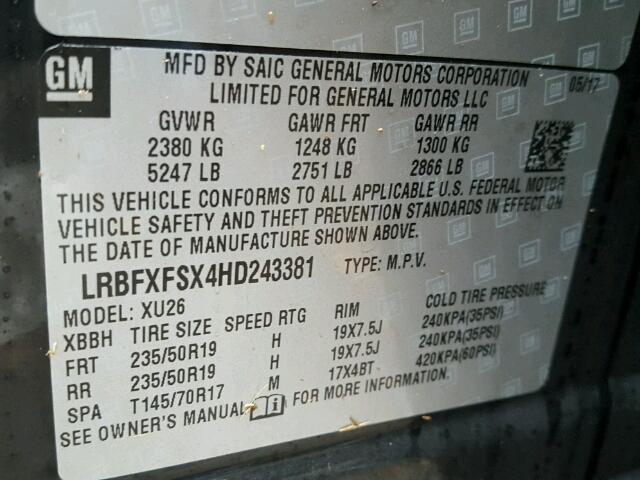 GM
MFD BY SAIC GENERAL MOTORS CORPORATION
LIMITED FOR GENERAL MOTORS LLC
05/17
GVWR GAWR FRT GAWR RR
2380 KG 1248 KG 1300 KG
5247 LB 2751 LB 2866 LB
THIS VEHICLE CONFORMS TO ALL APPLICABLE U.S. FEDERAL MOTOR
VEHICLE SAFETY AND THEFT PREVENTION STANDARDS IN EFFECT ON
THE DATE OF MANUFACTURE SHOWN ABOVE.
LRBFXFSX4HD243381 TYPE: M.P.V.
MODEL: XU26
XBBH TIRE SIZE SPEED RTG RIM COLD TIRE PRESSURE
FRT 235/50R19 H 19X7.5J 240KPA(35PSI)
RR 235/50R19 H 19X7.5J 240KPA(35PSI)
SPA T145/70R17 M 17X4BT 420KPA(60PSI)
SEE OWNER'S MANUAL FOR MORE INFORMATION.